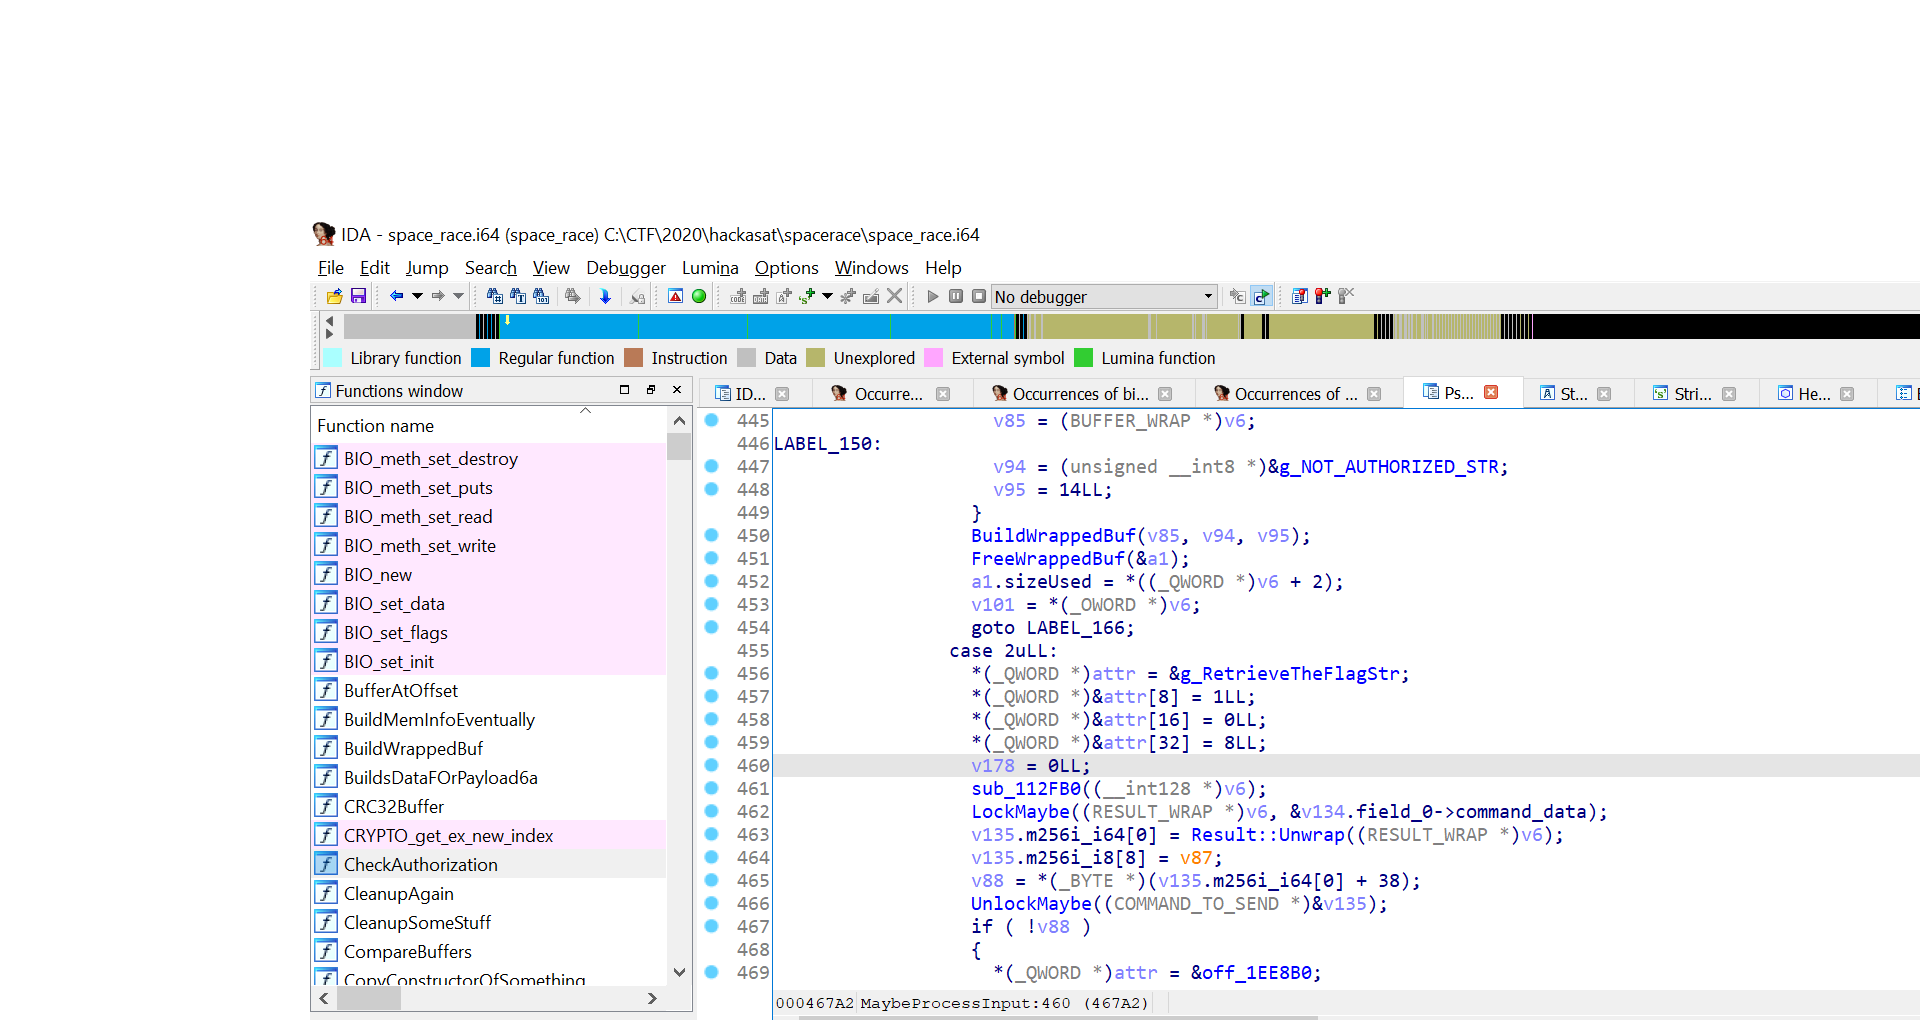 IDA - space_race.i64 (space_race) C:\CTF\2020\hackasat\spacerace\space_race.i64
File Edit Jump Search View Debugger Lumina Options Windows Help
No debugger
Library function Regular function Instruction Data Unexplored External symbol Lumina function
Functions window
ID... Occurre... Occurrences of bi... Occurrences of ... Ps... St... Stri... He...
Function name
BIO_meth_set_destroy
BIO_meth_set_puts
BIO_meth_set_read
BIO_meth_set_write
BIO_new
BIO_set_data
BIO_set_flags
BIO_set_init
BufferAtOffset
BuildMemInfoEventually
BuildWrappedBuf
BuildsDataFOrPayload6a
CRC32Buffer
CRYPTO_get_ex_new_index
CheckAuthorization
CleanupAgain
CleanupSomeStuff
CompareBuffers
CopyConstructorOfSomething
445 v85 = (BUFFER_WRAP *)v6;
446 LABEL_150:
447 v94 = (unsigned __int8 *)&g_NOT_AUTHORIZED_STR;
448 v95 = 14LL;
449 }
450 BuildWrappedBuf(v85, v94, v95);
451 FreeWrappedBuf(&a1);
452 a1.sizeUsed = *((_QWORD *)v6 + 2);
453 v101 = *(_OWORD *)v6;
454 goto LABEL_166;
455 case 2uLL:
456 *(_QWORD *)attr = &g_RetrieveTheFlagStr;
457 *(_QWORD *)&attr[8] = 1LL;
458 *(_QWORD *)&attr[16] = 0LL;
459 *(_QWORD *)&attr[32] = 8LL;
460 v178 = 0LL;
461 sub_112FB0((__int128 *)v6);
462 LockMaybe((RESULT_WRAP *)v6, &v134.field_0->command_data);
463 v135.m256i_i64[0] = Result::Unwrap((RESULT_WRAP *)v6);
464 v135.m256i_i8[8] = v87;
465 v88 = *(_BYTE *)(v135.m256i_i64[0] + 38);
466 UnlockMaybe((COMMAND_TO_SEND *)&v135);
467 if ( !v88 )
468 {
469 *(_QWORD *)attr = &off_1EE8B0;
000467A2 MaybeProcessInput:460 (467A2)